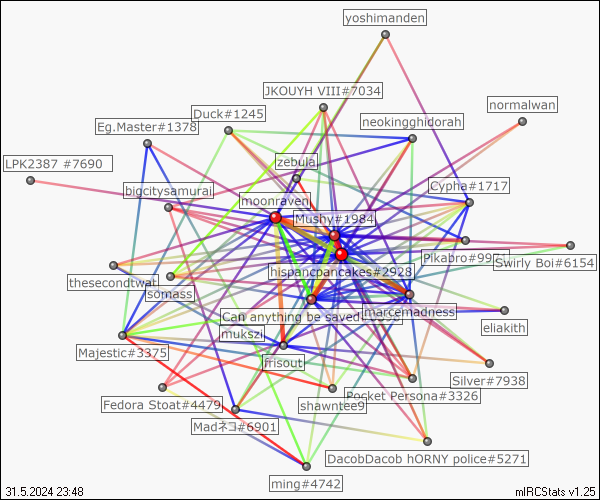 yoshimanden
JKOUYH VIII#7034
normalwan
Duck#1245
neokingghidorah
Eg.Master#1378
zebula
LPK2387 #7690
bigcitysamurai
Cypha#1717
moonraven
Mushy#1984
Pikabro#99
Swirly Boi#6154
hispancpancakes#2928
thesecondtwat
somass
Can anything be saved
marcemadness
eliakith
mukszi
Majestic#3375
frisout
Silver#7938
Pocket Persona#3326
Fedora Stoat#4479
shawntee9
Madネコ#6901
DacobDacob hORNY police#5271
ming#4742
31.5.2024 23:48
mIRCStats v1.25